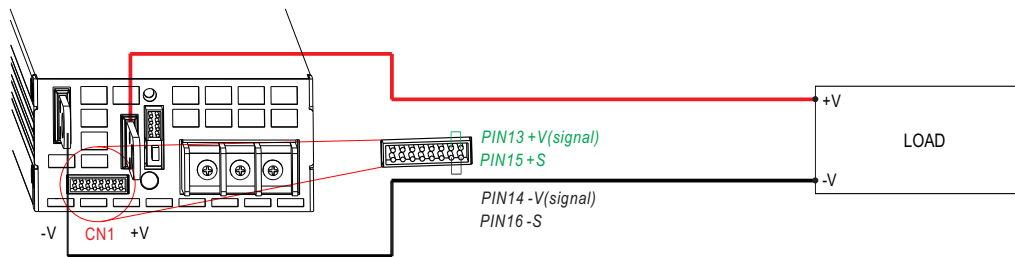 +V
PIN13 +V(signal)
PIN15 +S
LOAD
-V
PIN14 -V(signal)
PIN16 -S
-V
CN1
+V